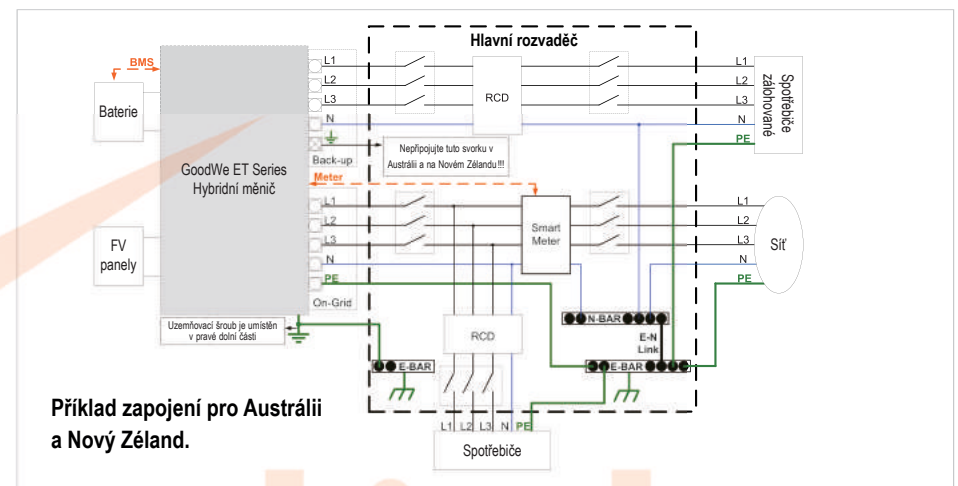 Hlavní rozvaděč
BMS
Baterie
GoodWe ET Series
Hybridní měnič
FV
panely
L1
L2
L3
N
Back-up
RCD
L1
L2
L3
N
PE
Spotřebiče
zálohované
Nepřipojujte tuto svorku v
Austrálii a na Novém Zélandu!!!
Meter
L1
L2
L3
N
PE
On-Grid
Smart
Meter
L1
L2
L3
N
PE
Síť
Uzemňovací šroub je umístěn
v pravé dolní části
N-BAR
E-N
Link
RCD
E-BAR
E-BAR
L1 L2 L3 N PE
Spotřebiče
Příklad zapojení pro Austrálii
a Nový Zéland.